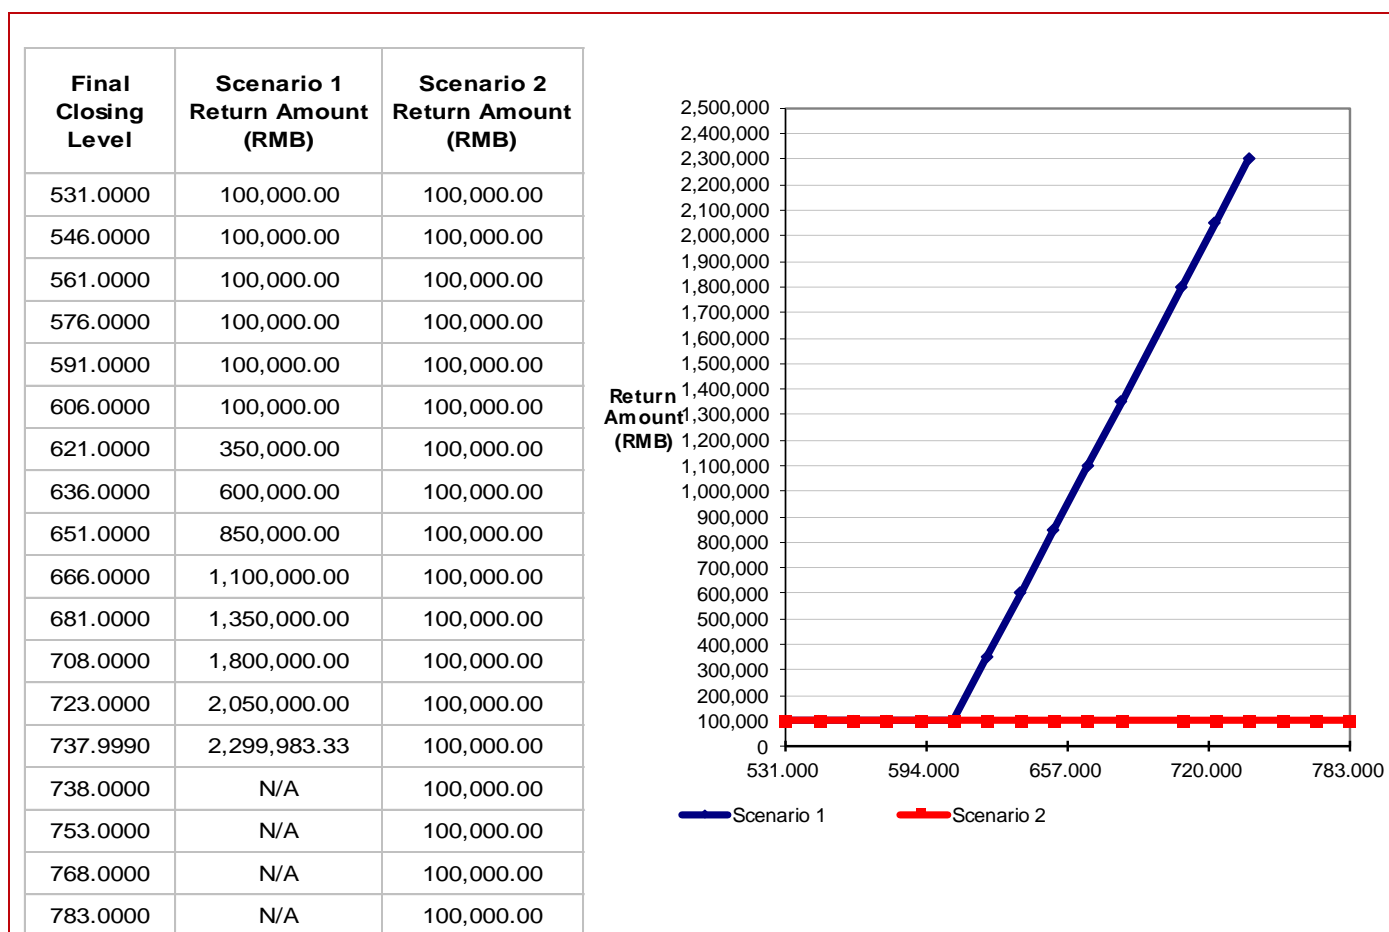 Final Closing Level
Scenario 1 Return Amount (RMB)
Scenario 2 Return Amount (RMB)
531.0000 100,000.00 100,000.00
546.0000 100,000.00 100,000.00
561.0000 100,000.00 100,000.00
576.0000 100,000.00 100,000.00
591.0000 100,000.00 100,000.00
606.0000 100,000.00 100,000.00
621.0000 350,000.00 100,000.00
636.0000 600,000.00 100,000.00
651.0000 850,000.00 100,000.00
666.0000 1,100,000.00 100,000.00
681.0000 1,350,000.00 100,000.00
708.0000 1,800,000.00 100,000.00
723.0000 2,050,000.00 100,000.00
737.9990 2,299,983.33 100,000.00
738.0000 N/A 100,000.00
753.0000 N/A 100,000.00
768.0000 N/A 100,000.00
783.0000 N/A 100,000.00
Return
Amount
(RMB)
2,500,000
2,400,000
2,300,000
2,200,000
2,100,000
2,000,000
1,900,000
1,800,000
1,700,000
1,600,000
1,500,000
1,400,000
1,300,000
1,200,000
1,100,000
1,000,000
900,000
800,000
700,000
600,000
500,000
400,000
300,000
200,000
100,000
0
531.000 594.000 657.000 720.000 783.000
Scenario 1 Scenario 2